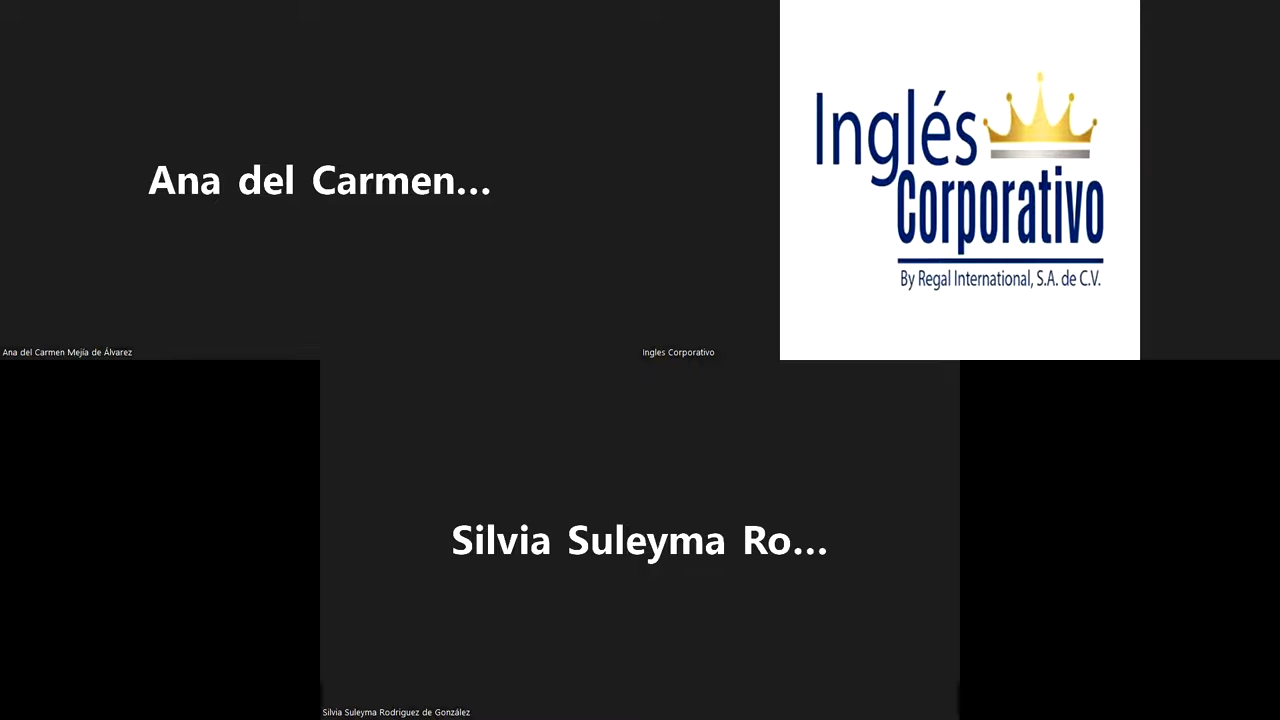 Ana del Carmen...
Inglés
Corporativo
By Regal International, S.A. de C.V.
Ana del Carmen Mejía de Álvarez
Ingles Corporativo
Silvia Suleyma Ro...
Silvia Suleyma Rodriguez de González